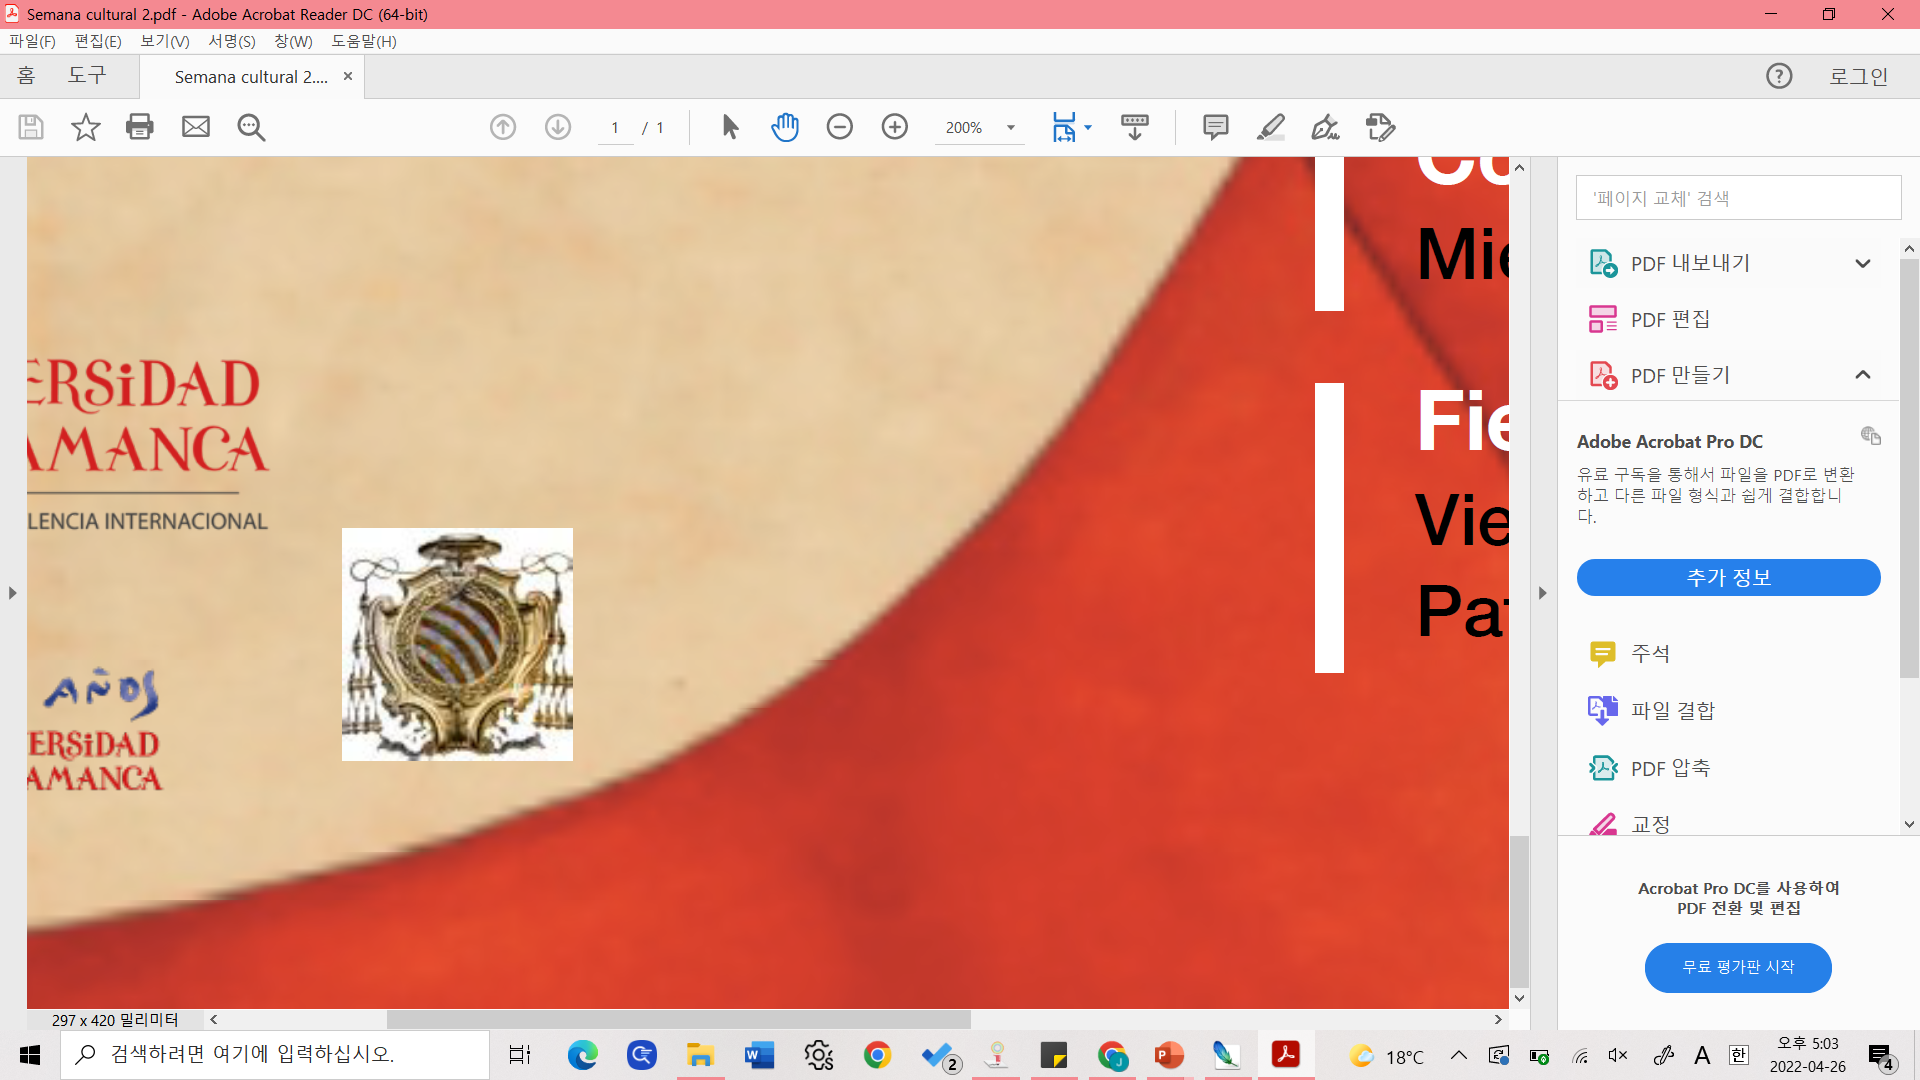 Semana cultural 2.pdf - Adobe Acrobat Reader DC (64-bit)
파일(F) 편집(E) 보기(V) 서명(S) 창(W) 도움말(H)
홈 도구 Semana cultural 2.... 로그인
1 / 1 200%
'페이지 교체' 검색
PDF 내보내기
PDF 편집
PDF 만들기
Adobe Acrobat Pro DC
유료 구독을 통해서 파일을 PDF로 변환
하고 다른 파일 형식과 쉽게 결합합니
다.
추가 정보
주석
파일 결합
PDF 압축
교정
Acrobat Pro DC를 사용하여
PDF 전환 및 편집
무료 평가판 시작
Co
Mie
Fie
Vie
Pat
ERSiDAD
AMANCA
LENCIA INTERNACIONAL
AÑOS
ERSiDAD
AMANCA
297 x 420 밀리미터
검색하려면 여기에 입력하십시오.
2
18°C
A
한
오후 5:03
2022-04-26
4